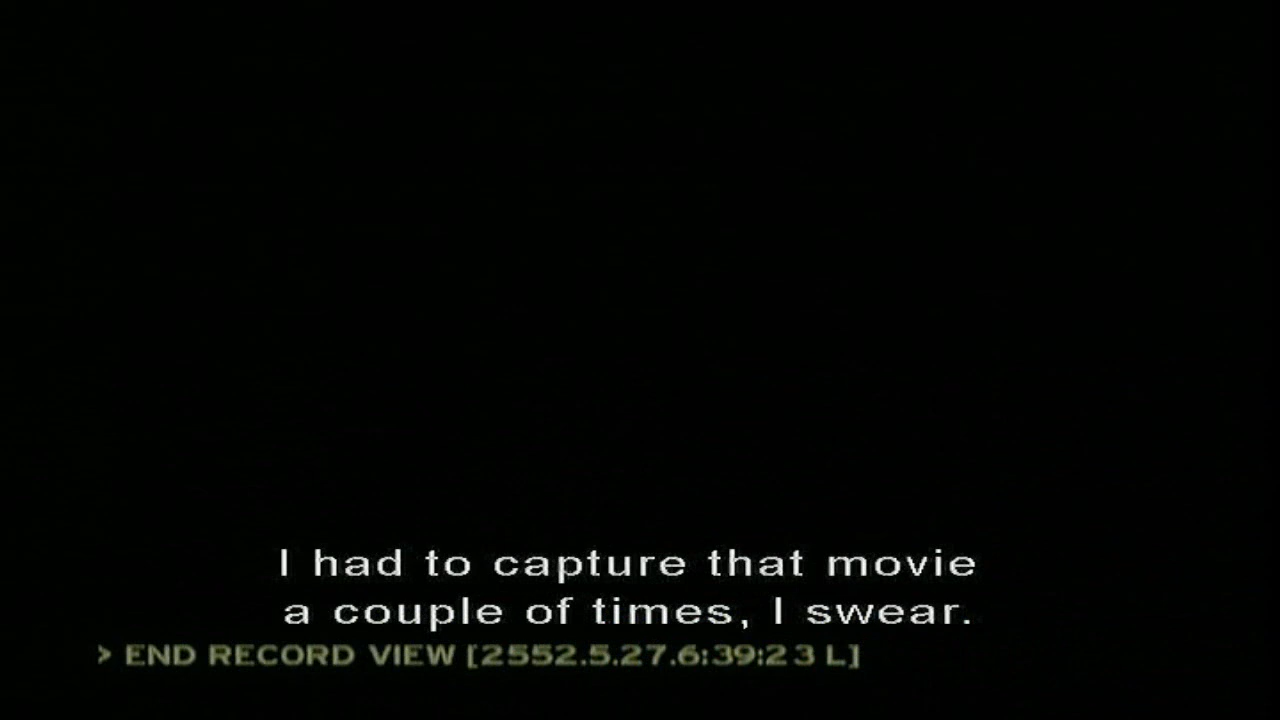 I had to capture that movie
a couple of times, I swear.
> END RECORD VIEW [2552.5.27.6:39:23 L]